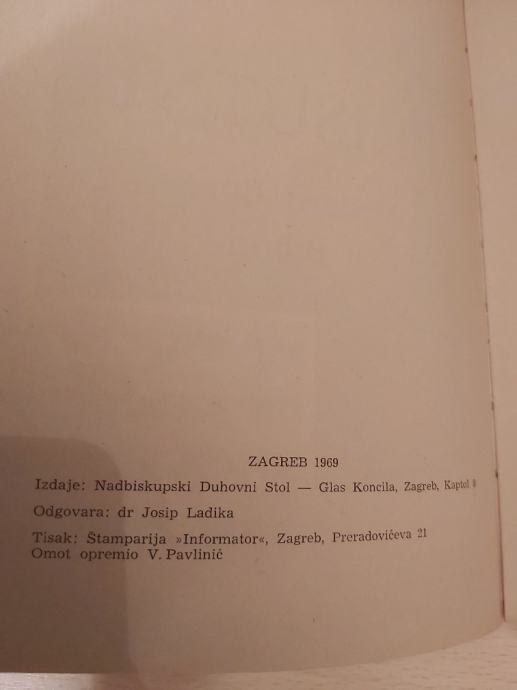 ZAGREB 1969
Izdaje: Nadbiskupski Duhovni Stol — Glas Koncila, Zagreb, Kaptol 8
Odgovara: dr Josip Ladika
Tisak: Štamparija »Informator«, Zagreb, Preradovićeva 21
Omot opremio V. Pavlinić